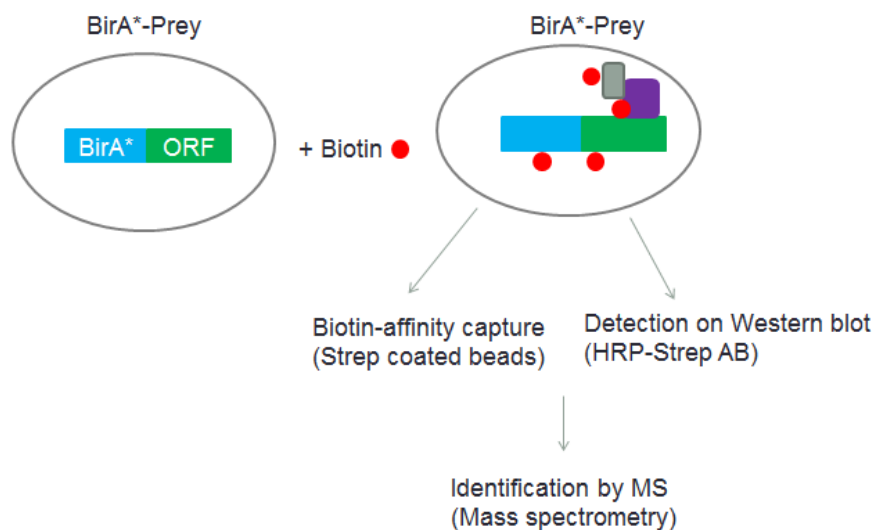 BirA*-Prey
BirA*-Prey
BirA* ORF
+ Biotin
Biotin-affinity capture
(Strep coated beads)
Detection on Western blot
(HRP-Strep AB)
Identification by MS
(Mass spectrometry)